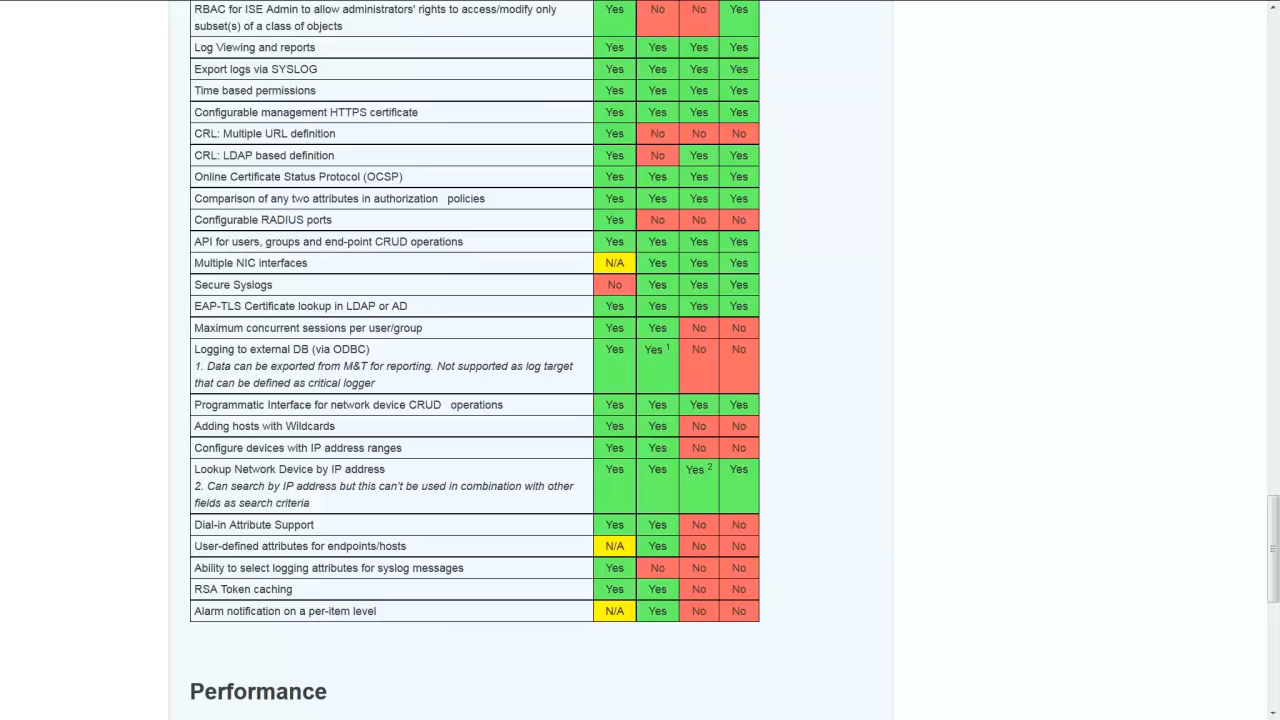 RBAC for ISE Admin to allow administrators' rights to access/modify only Yes No No Yes
subset(s) of a class of objects
Log Viewing and reports Yes Yes Yes Yes
Export logs via SYSLOG Yes Yes Yes Yes
Time based permissions Yes Yes Yes Yes
Configurable management HTTPS certificate Yes Yes Yes Yes
CRL: Multiple URL definition Yes No No No
CRL: LDAP based definition Yes No Yes Yes
Online Certificate Status Protocol (OCSP) Yes Yes Yes Yes
Comparison of any two attributes in authorization policies Yes Yes Yes Yes
Configurable RADIUS ports Yes No No No
API for users, groups and end-point CRUD operations Yes Yes Yes Yes
Multiple NIC interfaces N/A Yes Yes Yes
Secure Syslogs No Yes Yes Yes
EAP-TLS Certificate lookup in LDAP or AD Yes Yes Yes Yes
Maximum concurrent sessions per user/group Yes Yes No No
Logging to external DB (via ODBC) Yes Yes 1 No No
1. Data can be exported from M&T for reporting. Not supported as log target
that can be defined as critical logger
Programmatic Interface for network device CRUD operations Yes Yes Yes Yes
Adding hosts with Wildcards Yes Yes No No
Configure devices with IP address ranges Yes Yes No No
Lookup Network Device by IP address Yes Yes Yes 2 Yes
2. Can search by IP address but this can't be used in combination with other
fields as search criteria
Dial-in Attribute Support Yes Yes No No
User-defined attributes for endpoints/hosts N/A Yes No No
Ability to select logging attributes for syslog messages Yes No No No
RSA Token caching Yes Yes No No
Alarm notification on a per-item level N/A Yes No No
Performance